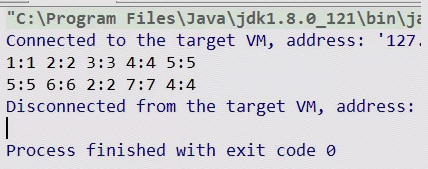 "C:\Program Files\Java\jdk1.8.0_121\bin\ja
Connected to the target VM, address: '127.
1:1 2:2 3:3 4:4 5:5
5:5 6:6 2:2 7:7 4:4
Disconnected from the target VM, address:
Process finished with exit code 0